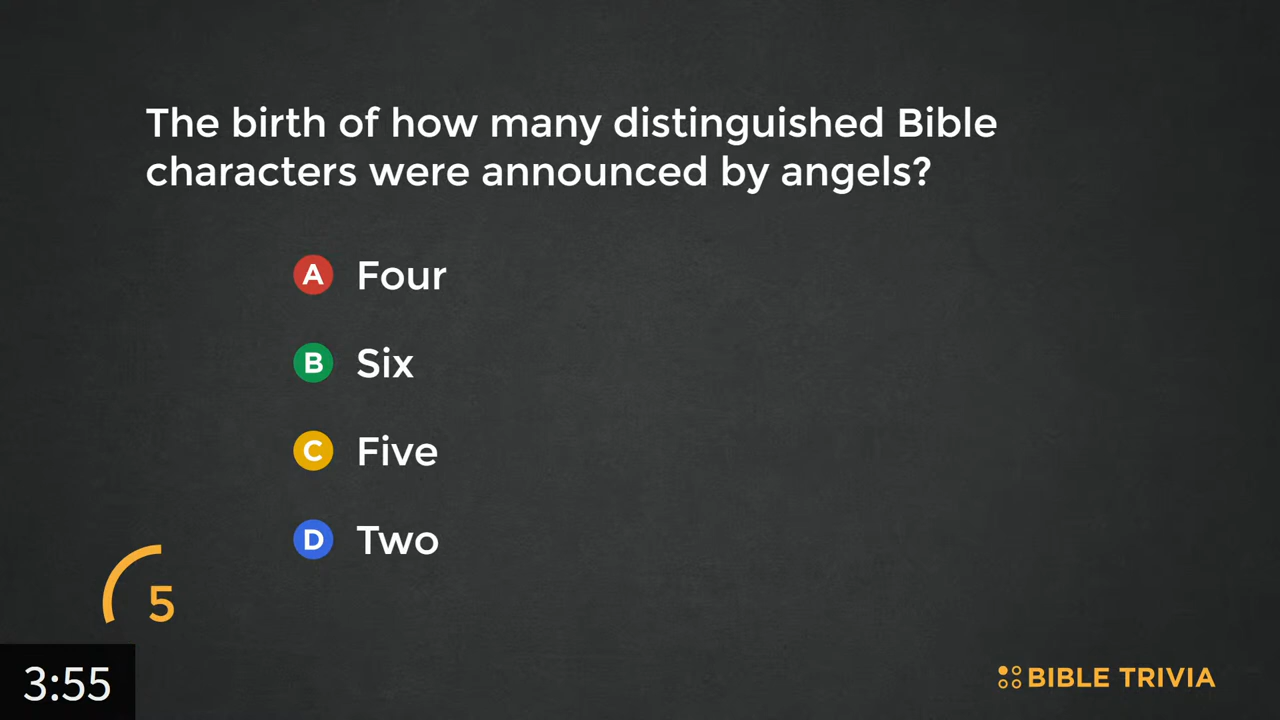 The birth of how many distinguished Bible
characters were announced by angels?
A Four
B Six
C Five
D Two
5
3:55
BIBLE TRIVIA